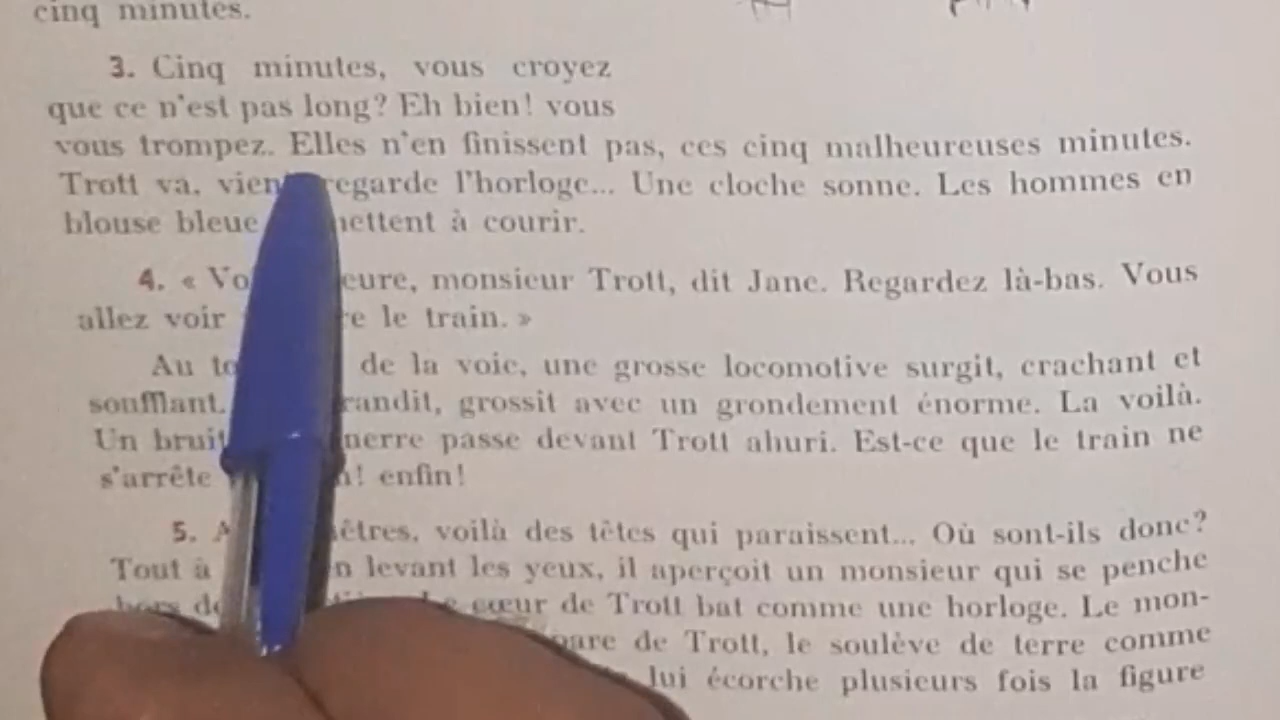 cinq minutes.
3. Cinq minutes, vous croyez
que ce n'est pas long? Eh bien! vous
vous trompez. Elles n'en finissent pas, ces cinq malheureuses minutes.
Trott va, vient regarde l'horloge... Une cloche sonne. Les hommes en
blouse bleue mettent à courir.
4. « monsieur Trott, dit Jane. Regardez là-bas. Vous
allez voir le train. »
Au de la voie, une grosse locomotive surgit, crachant et
soufflant. grandit, grossit avec un grondement énorme. La voilà.
Un bruit passe devant Trott ahuri. Est-ce que le train ne
s'arrête enfin!
5. voilà des têtes qui paraissent... Où sont-ils donc?
Tout à levant les yeux, il aperçoit un monsieur qui se penche
hors cœur de Trott bat comme une horloge. Le mon-
de Trott, le soulève de terre comme
lui écorche plusieurs fois la figure